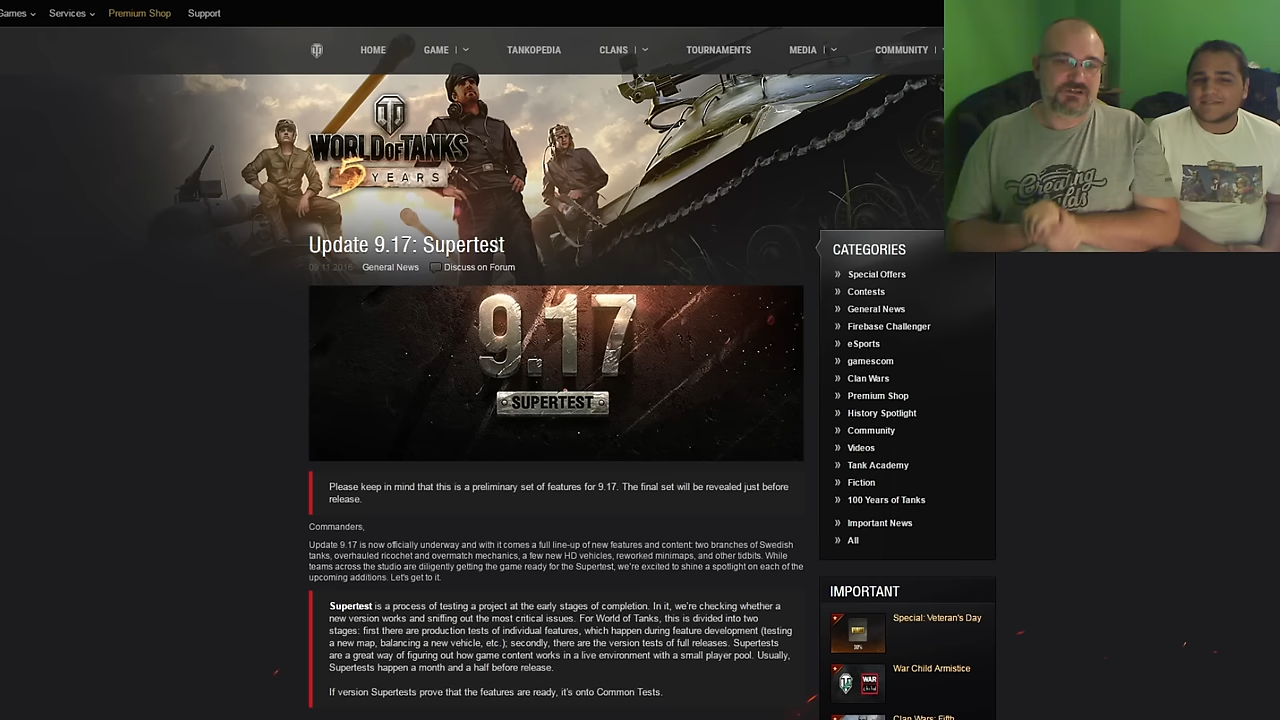 Games
Services
Premium Shop
Support
HOME
GAME
TANKOPEDIA
CLANS
TOURNAMENTS
MEDIA
COMMUNITY
WORLD OF TANKS
5 YEARS
Update 9.17: Supertest
09.11.2016 General News Discuss on Forum
9.17
SUPERTEST
Please keep in mind that this is a preliminary set of features for 9.17. The final set will be revealed just before
release.
Commanders,
Update 9.17 is now officially underway and with it comes a full line-up of new features and content: two branches of Swedish
tanks, overhauled ricochet and overmatch mechanics, a few new HD vehicles, reworked minimaps, and other tidbits. While
teams across the studio are diligently getting the game ready for the Supertest, we're excited to shine a spotlight on each of the
upcoming additions. Let's get to it.
Supertest is a process of testing a project at the early stages of completion. In it, we're checking whether a
new version works and sniffing out the most critical issues. For World of Tanks, this is divided into two
stages: first there are production tests of individual features, which happen during feature development (testing
a new map, balancing a new vehicle, etc.); secondly, there are the version tests of full releases. Supertests
are a great way of figuring out how game content works in a live environment with a small player pool. Usually,
Supertests happen a month and a half before release.
If version Supertests prove that the features are ready, it's onto Common Tests.
CATEGORIES
Special Offers
Contests
General News
Firebase Challenger
eSports
gamescom
Clan Wars
Premium Shop
History Spotlight
Community
Videos
Tank Academy
Fiction
100 Years of Tanks
Important News
All
IMPORTANT
Special: Veteran's Day
War Child Armistice
WAR
Clan Wars: Fifth
Creating